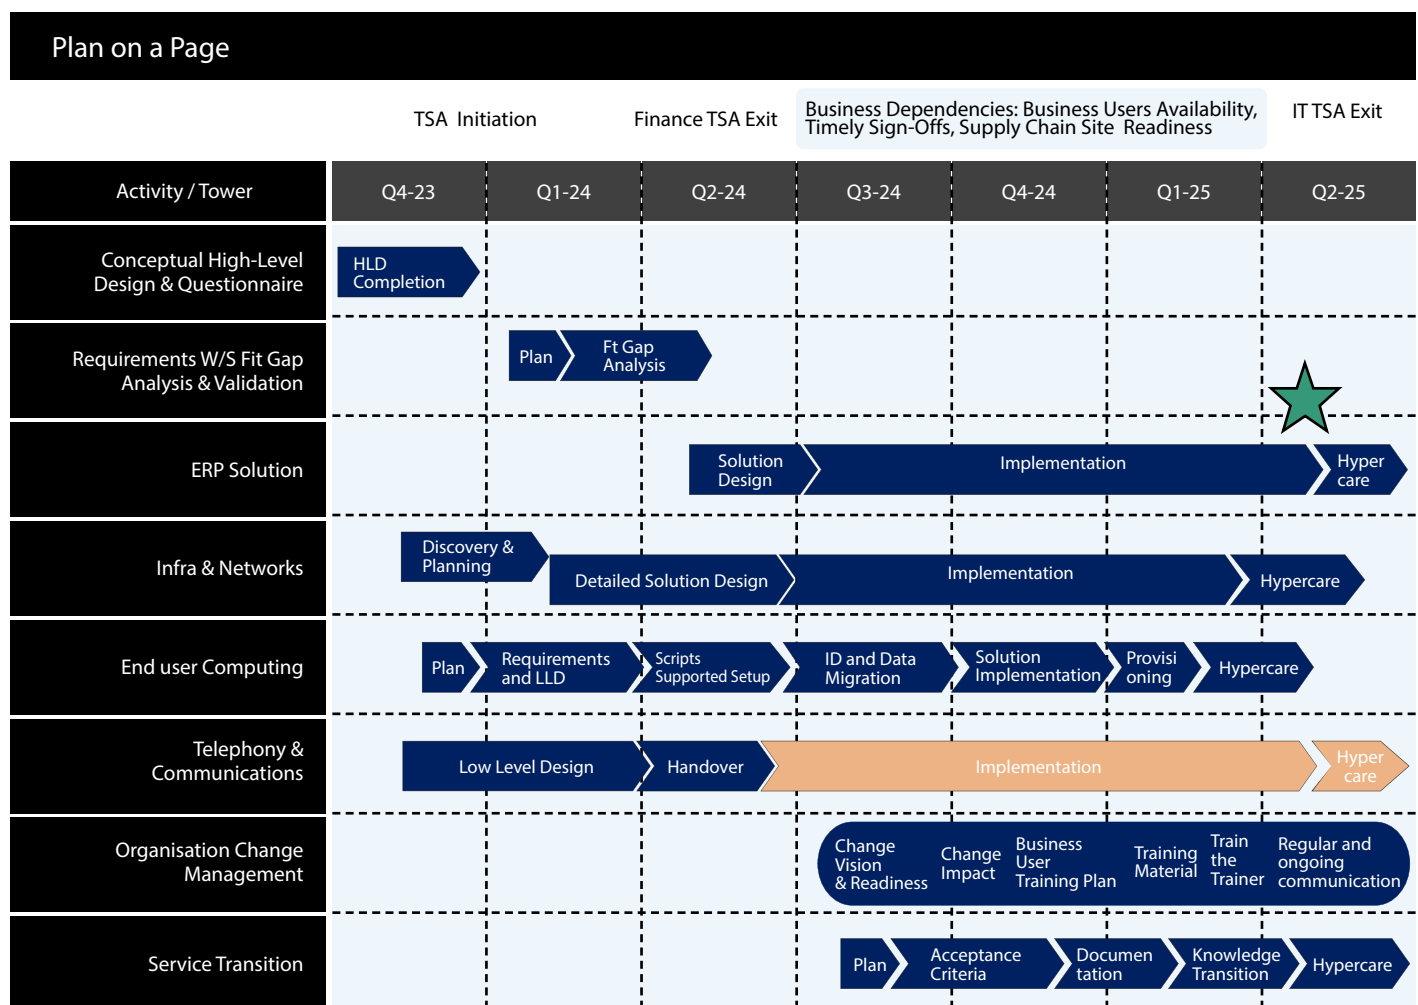 Plan on a Page
TSA Initiation
Finance TSA Exit
Business Dependencies: Business Users Availability,
Timely Sign-Offs, Supply Chain Site Readiness
IT TSA Exit
Activity / Tower
Q4-23
Q1-24
Q2-24
Q3-24
Q4-24
Q1-25
Q2-25
Conceptual High-Level
Design & Questionnaire
HLD
Completion
Requirements W/S Fit Gap
Analysis & Validation
Plan
Ft Gap
Analysis
ERP Solution
Solution
Design
Implementation
Hyper
care
Infra & Networks
Discovery &
Planning
Detailed Solution Design
Implementation
Hypercare
End user Computing
Plan
Requirements
and LLD
Scripts
Supported Setup
ID and Data
Migration
Solution
Implementation
Provisi
oning
Hypercare
Telephony &
Communications
Low Level Design
Handover
Implementation
Hyper
care
Organisation Change
Management
Change
Vision
& Readiness
Change
Impact
Business
User
Training Plan
Training
Material
Train
the
Trainer
Regular and
ongoing
communication
Service Transition
Plan
Acceptance
Criteria
Documen
tation
Knowledge
Transition
Hypercare